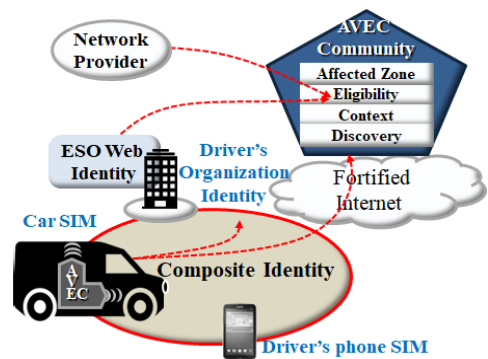 Network
Provider
AVEC
Community
Affected Zone
Eligibility
Context
Discovery
ESO Web
Identity
Driver's
Organization
Identity
Fortified
Internet
Car SIM
A
V
EC
Composite Identity
Driver's phone SIM